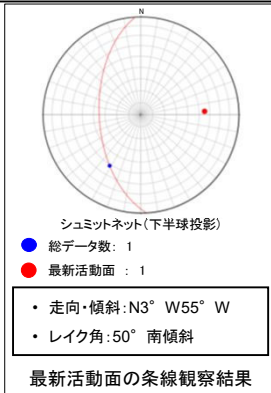 N
シュミットネット(下半球投影)
総データ数: 1
最新活動面 : 1
・ 走向・傾斜:N3° W55° W
・ レイク角:50° 南傾斜
最新活動面の条線観察結果